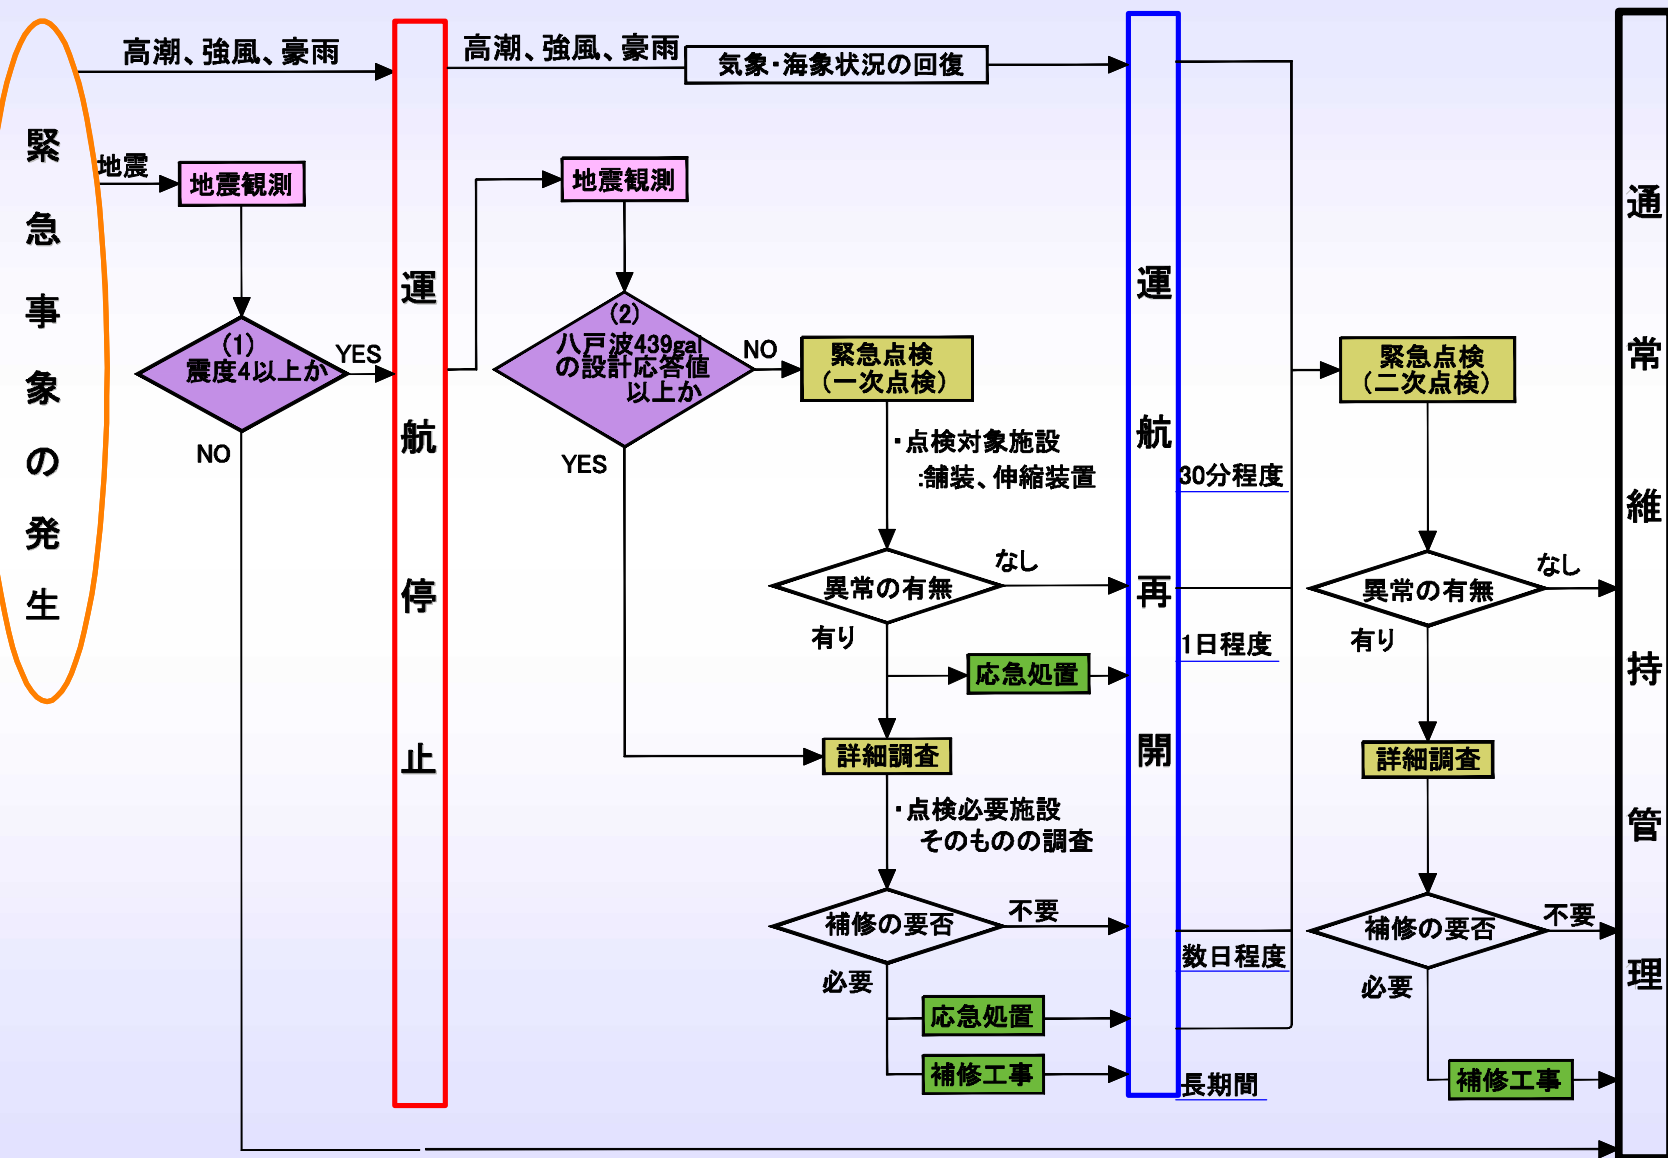 緊急事象の発生
高潮、強風、豪雨
地震
地震観測
(1)
震度4以上か
YES
NO
運航停止
高潮、強風、豪雨
気象・海象状況の回復
地震観測
(2)
八戸波439gal
の設計応答値
以上か
NO
YES
緊急点検
(一次点検)
・点検対象施設
:舗装、伸縮装置
異常の有無
なし
有り
応急処置
詳細調査
・点検必要施設
そのものの調査
補修の要否
不要
必要
応急処置
補修工事
運航再開
30分程度
1日程度
数日程度
長期間
緊急点検
(二次点検)
異常の有無
なし
有り
詳細調査
補修の要否
不要
必要
補修工事
通常維持管理